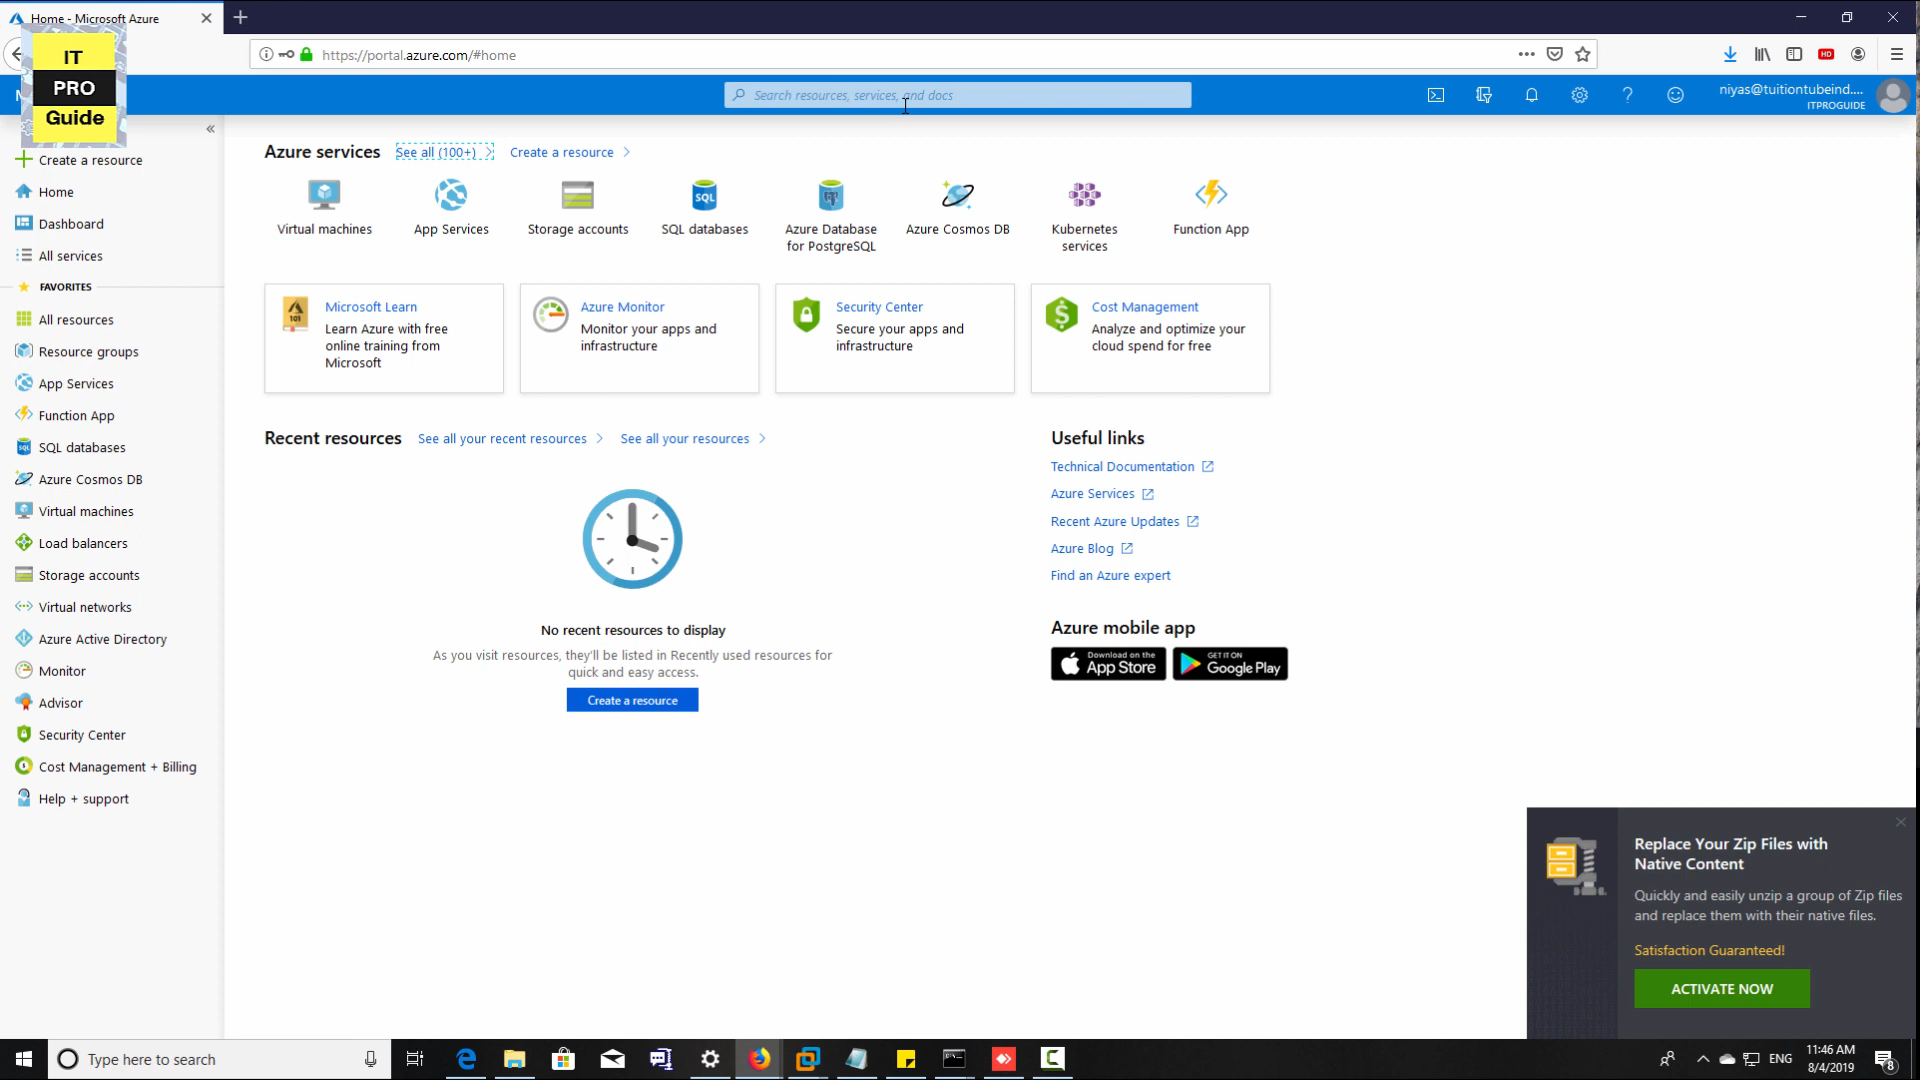 Home - Microsoft Azure
https://portal.azure.com/#home
HD
IT
PRO
Guide
Search resources, services, and docs
niyas@tuitiontubeind....
ITPROGUIDE
Create a resource
Home
Dashboard
All services
FAVORITES
All resources
Resource groups
App Services
Function App
SQL databases
Azure Cosmos DB
Virtual machines
Load balancers
Storage accounts
Virtual networks
Azure Active Directory
Monitor
Advisor
Security Center
Cost Management + Billing
Help + support
Azure services
See all (100+)
Create a resource
Virtual machines
App Services
Storage accounts
SQL
SQL databases
Azure Database
for PostgreSQL
Azure Cosmos DB
Kubernetes
services
Function App
101
Microsoft Learn
Learn Azure with free
online training from
Microsoft
Azure Monitor
Monitor your apps and
infrastructure
Security Center
Secure your apps and
infrastructure
Cost Management
Analyze and optimize your
cloud spend for free
Recent resources
See all your recent resources
See all your resources
No recent resources to display
As you visit resources, they'll be listed in Recently used resources for
quick and easy access.
Create a resource
Useful links
Technical Documentation
Azure Services
Recent Azure Updates
Azure Blog
Find an Azure expert
Azure mobile app
Download on the
App Store
GET IT ON
Google Play
Replace Your Zip Files with
Native Content
Quickly and easily unzip a group of Zip files
and replace them with their native files.
Satisfaction Guaranteed!
ACTIVATE NOW
Type here to search
ENG
11:46 AM
8/4/2019
8